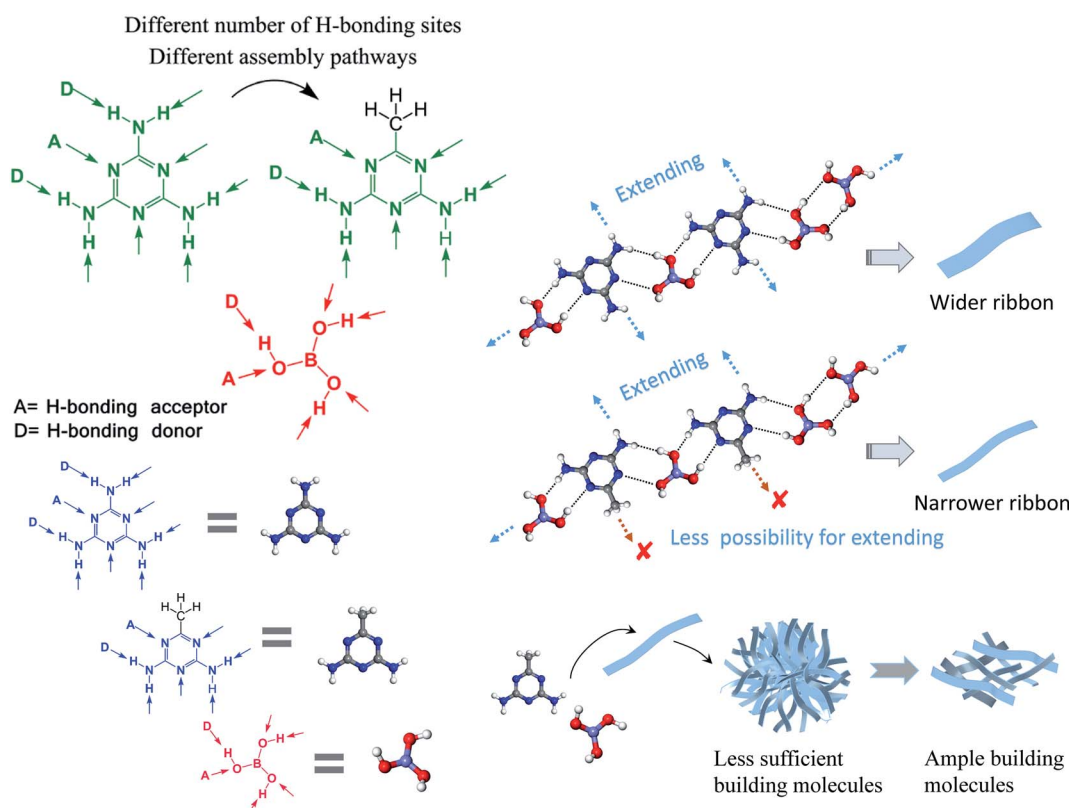 Different number of H-bonding sites
Different assembly pathways
D
H N H
A
N N
D
H N N N H
H H
H
H C H
A
N N
D
H N N N H
H H
D
H O H
A O B
O
H
A= H-bonding acceptor
D= H-bonding donor
Extending
Wider ribbon
Extending
Narrower ribbon
Less possibility for extending
D
H N H
A
N N
D
H N N N H
H H
=
H
H C H
A
N N
D
H N N N H
H H
=
D
H O H
A O B
O
H
=
Less sufficient
building molecules
Ample building
molecules